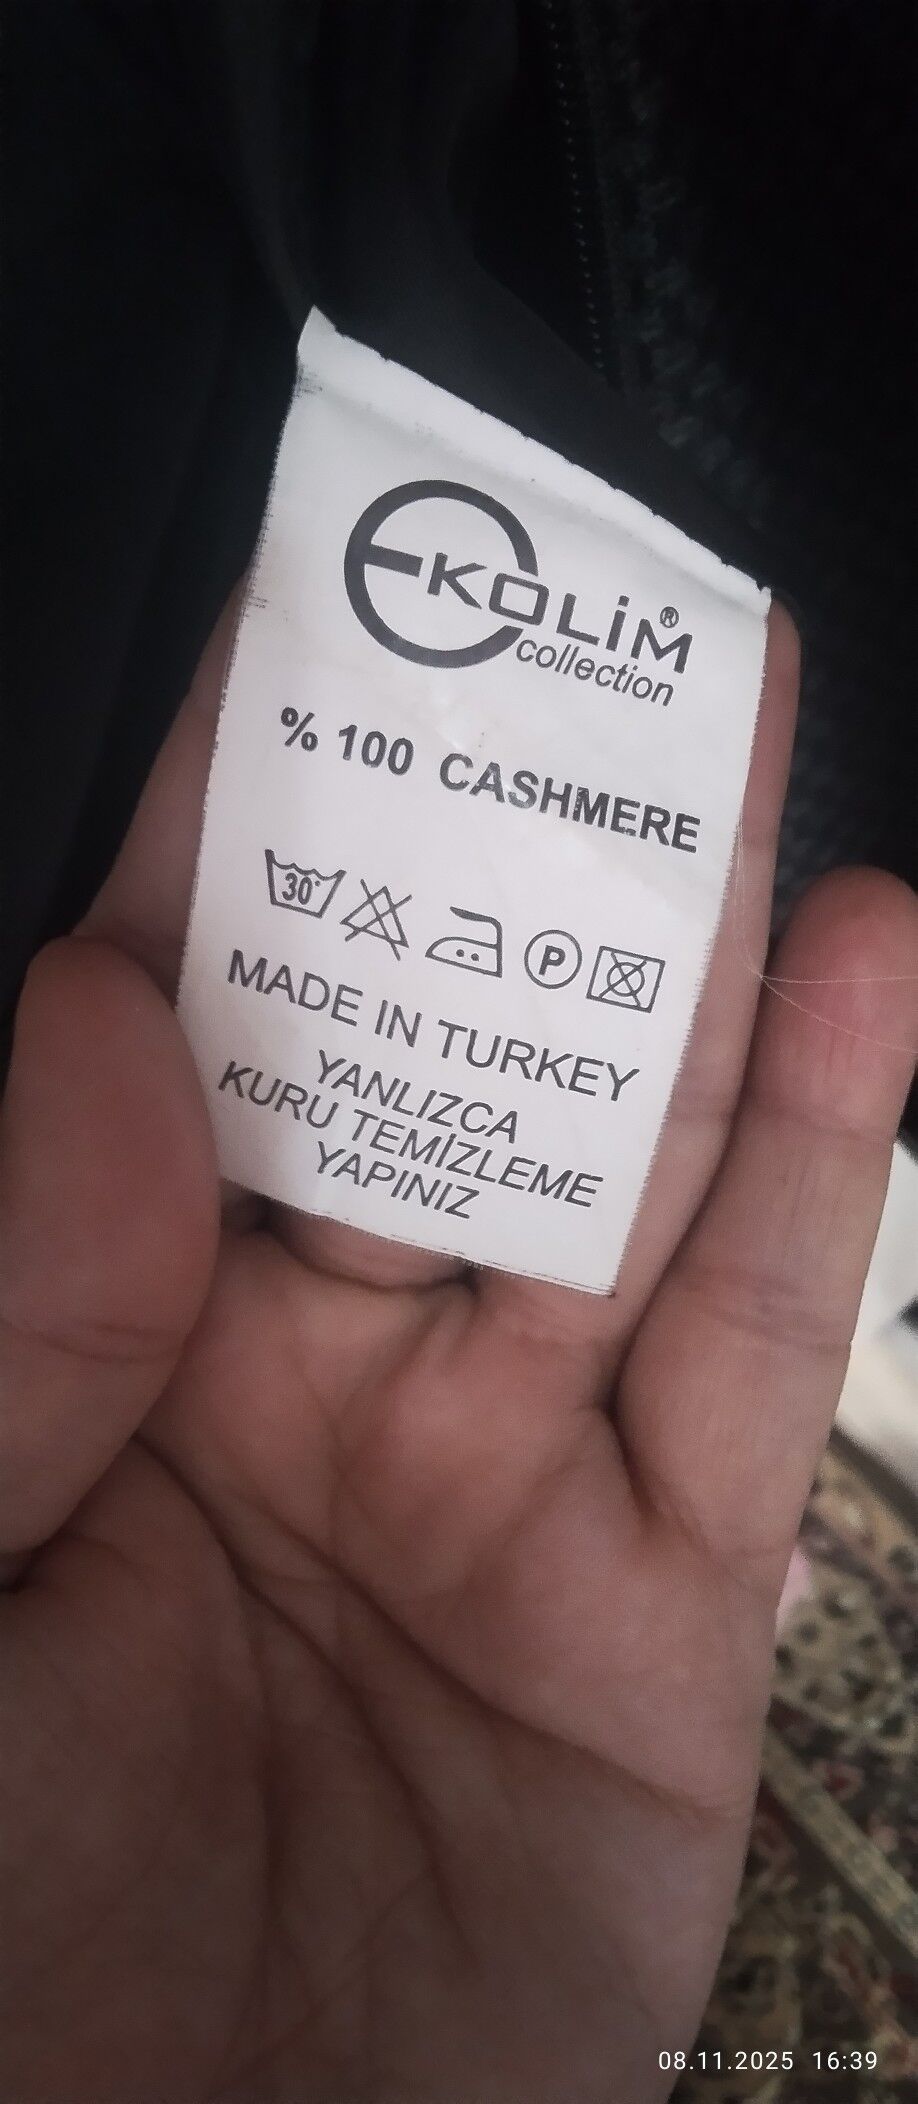 EKOLİM®
collection
% 100 CASHMERE
30°
P
MADE IN TURKEY
YANLIZCA
KURU TEMİZLEME
YAPINIZ
08.11.2025 16:39